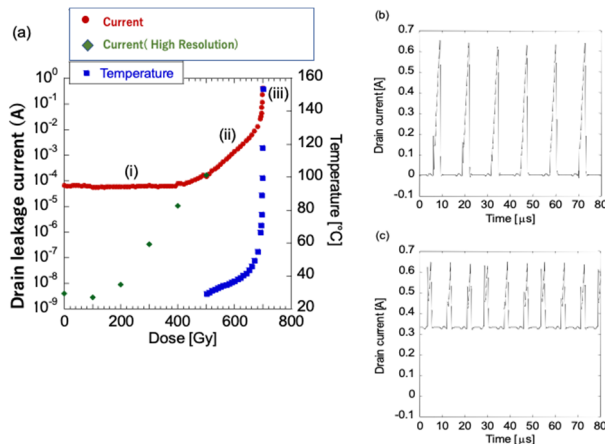 (a)
Current
Current( High Resolution)
Temperature
Drain leakage current (A)
10^0
10^-1
10^-2
10^-3
10^-4
10^-5
10^-6
10^-7
10^-8
10^-9
(i)
(ii)
(iii)
160
140
120
100
80
60
40
20
Temperature [°C]
0 200 400 600 800
Dose [Gy]
(b)
Drain current [A]
0.7
0.6
0.5
0.4
0.3
0.2
0.1
0
-0.1
0 10 20 30 40 50 60 70 80
Time [µs]
(c)
Drain current [A]
0.7
0.6
0.5
0.4
0.3
0.2
0.1
0
-0.1
0 10 20 30 40 50 60 70 80
Time [µs]